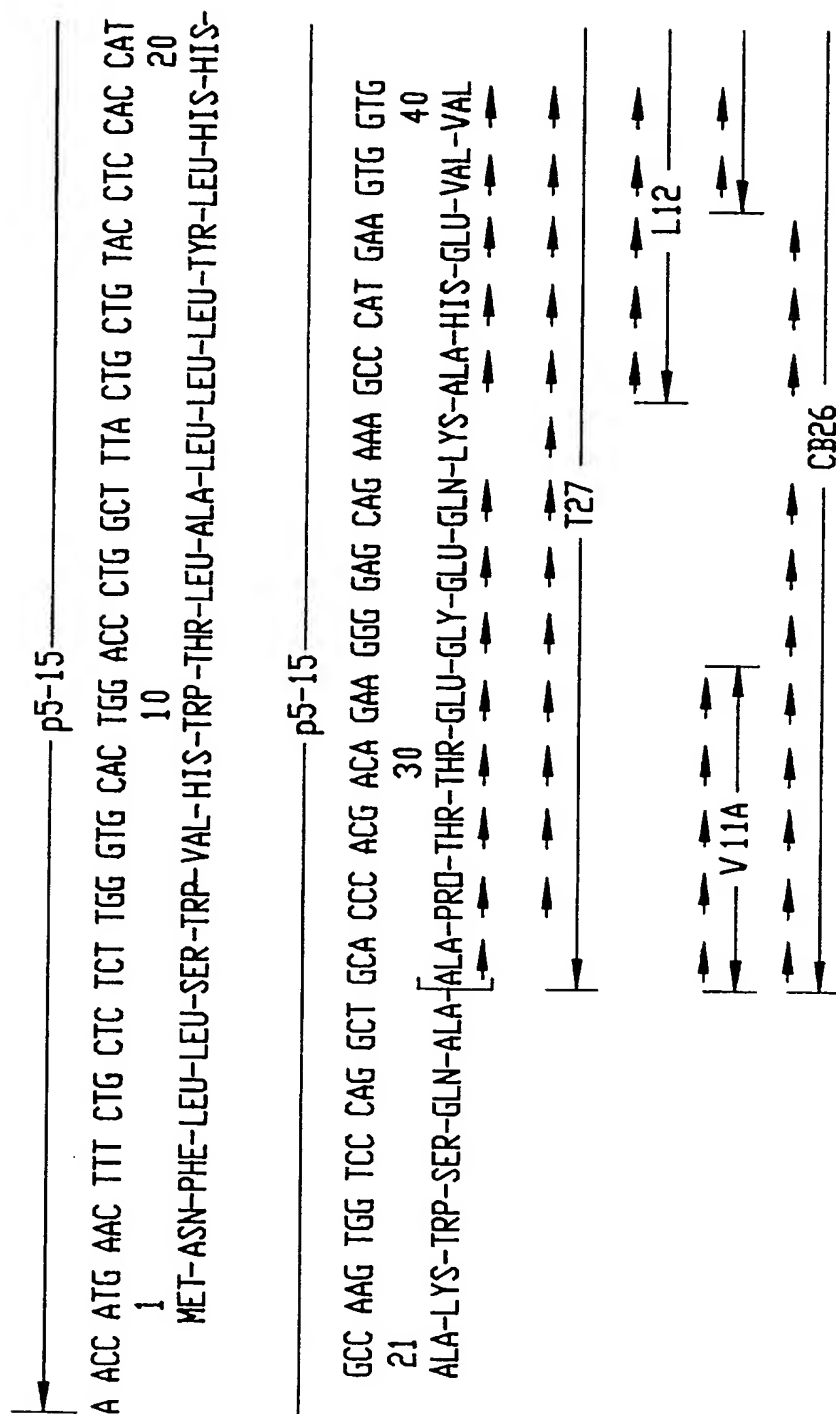 p5-15
A ACC ATG AAC TTT CTG CTC TCT TGG GTG CAC TGG ACC CTG GCT TTA CTG CTG TAC CTC CAC CAT
1 10 20
MET-ASN-PHE-LEU-LEU-SER-TRP-VAL-HIS-TRP-THR-LEU-ALA-LEU-LEU-LEU-TYR-LEU-HIS-HIS-
p5-15
GCC AAG TGG TCC CAG GCT GCA CCC ACG ACA GAA GGG GAG CAG AAA GCC CAT GAA GTG GTG
21 30 40
ALA-LYS-TRP-SER-GLN-ALA-ALA-PRO-THR-THR-GLU-GLY-GLU-GLN-LYS-ALA-HIS-GLU-VAL-VAL
T27
L12
V11A
CB26